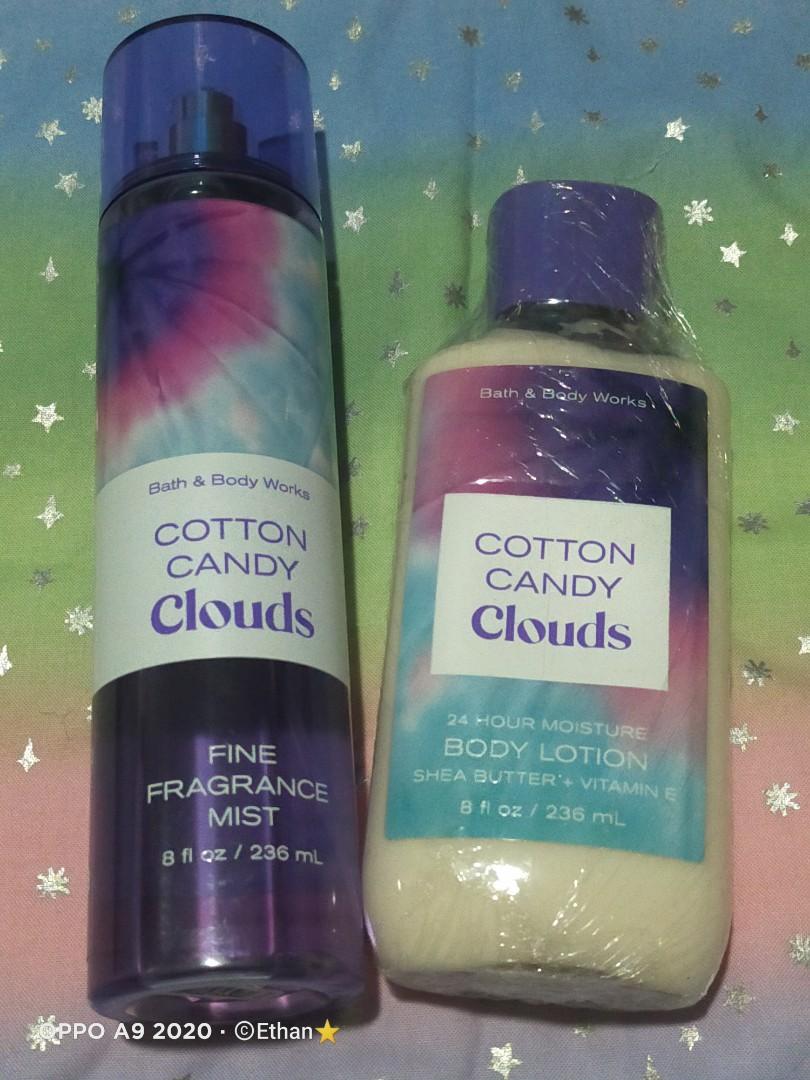 Bath & Body Works
COTTON
CANDY
Clouds
FINE
FRAGRANCE
MIST
8 fl oz / 236 mL
Bath & Body Works
COTTON
CANDY
Clouds
24 HOUR MOISTURE
BODY LOTION
SHEA BUTTER + VITAMIN E
8 fl oz / 236 mL
OPPO A9 2020 · ©Ethan⭐